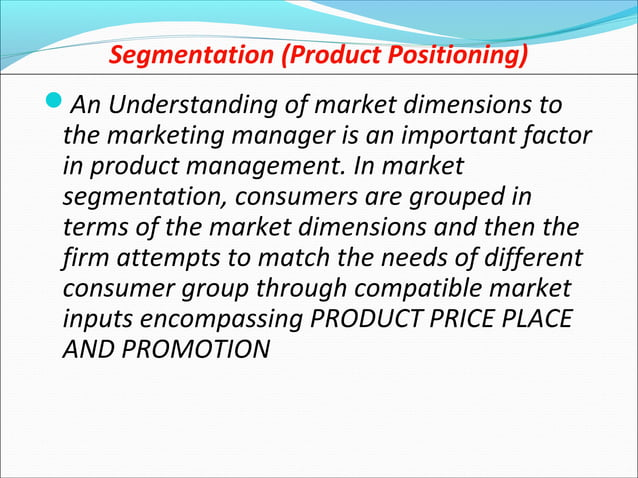 Segmentation (Product Positioning)
An Understanding of market dimensions to
the marketing manager is an important factor
in product management. In market
segmentation, consumers are grouped in
terms of the market dimensions and then the
firm attempts to match the needs of different
consumer group through compatible market
inputs encompassing PRODUCT PRICE PLACE
AND PROMOTION